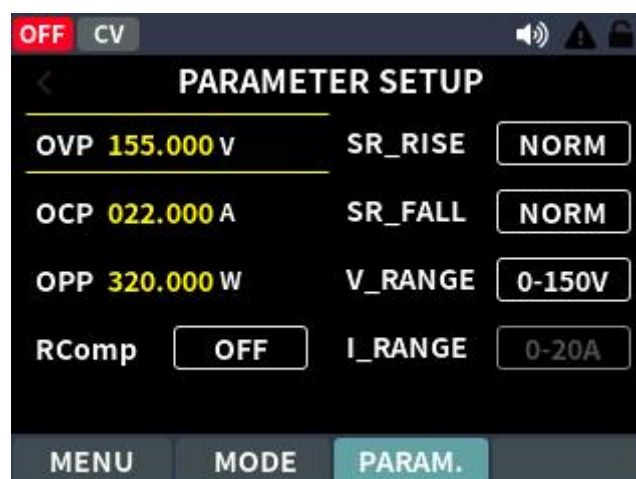 OFF CV
PARAMETER SETUP
OVP 155.000 V SR_RISE NORM
OCP 022.000 A SR_FALL NORM
OPP 320.000 W V_RANGE 0-150V
RComp OFF I_RANGE 0-20A
MENU MODE PARAM.